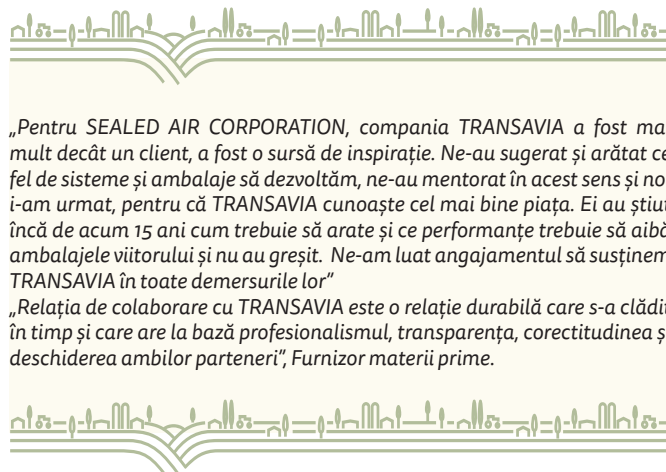 „Pentru SEALED AIR CORPORATION, compania TRANSAVIA a fost ma
mult decât un client, a fost o sursă de inspirație. Ne-au sugerat și arătat ce
fel de sisteme și ambalaje să dezvoltăm, ne-au mentorat în acest sens și no
i-am urmat, pentru că TRANSAVIA cunoaște cel mai bine piața. Ei au știut
încă de acum 15 ani cum trebuie să arate și ce performanțe trebuie să aibă
ambalajele viitorului și nu au greșit. Ne-am luat angajamentul să susținem
TRANSAVIA în toate demersurile lor”
„Relația de colaborare cu TRANSAVIA este o relație durabilă care s-a clădit
în timp și care are la bază profesionalismul, transparența, corectitudinea ș
deschiderea ambilor parteneri”, Furnizor materii prime.